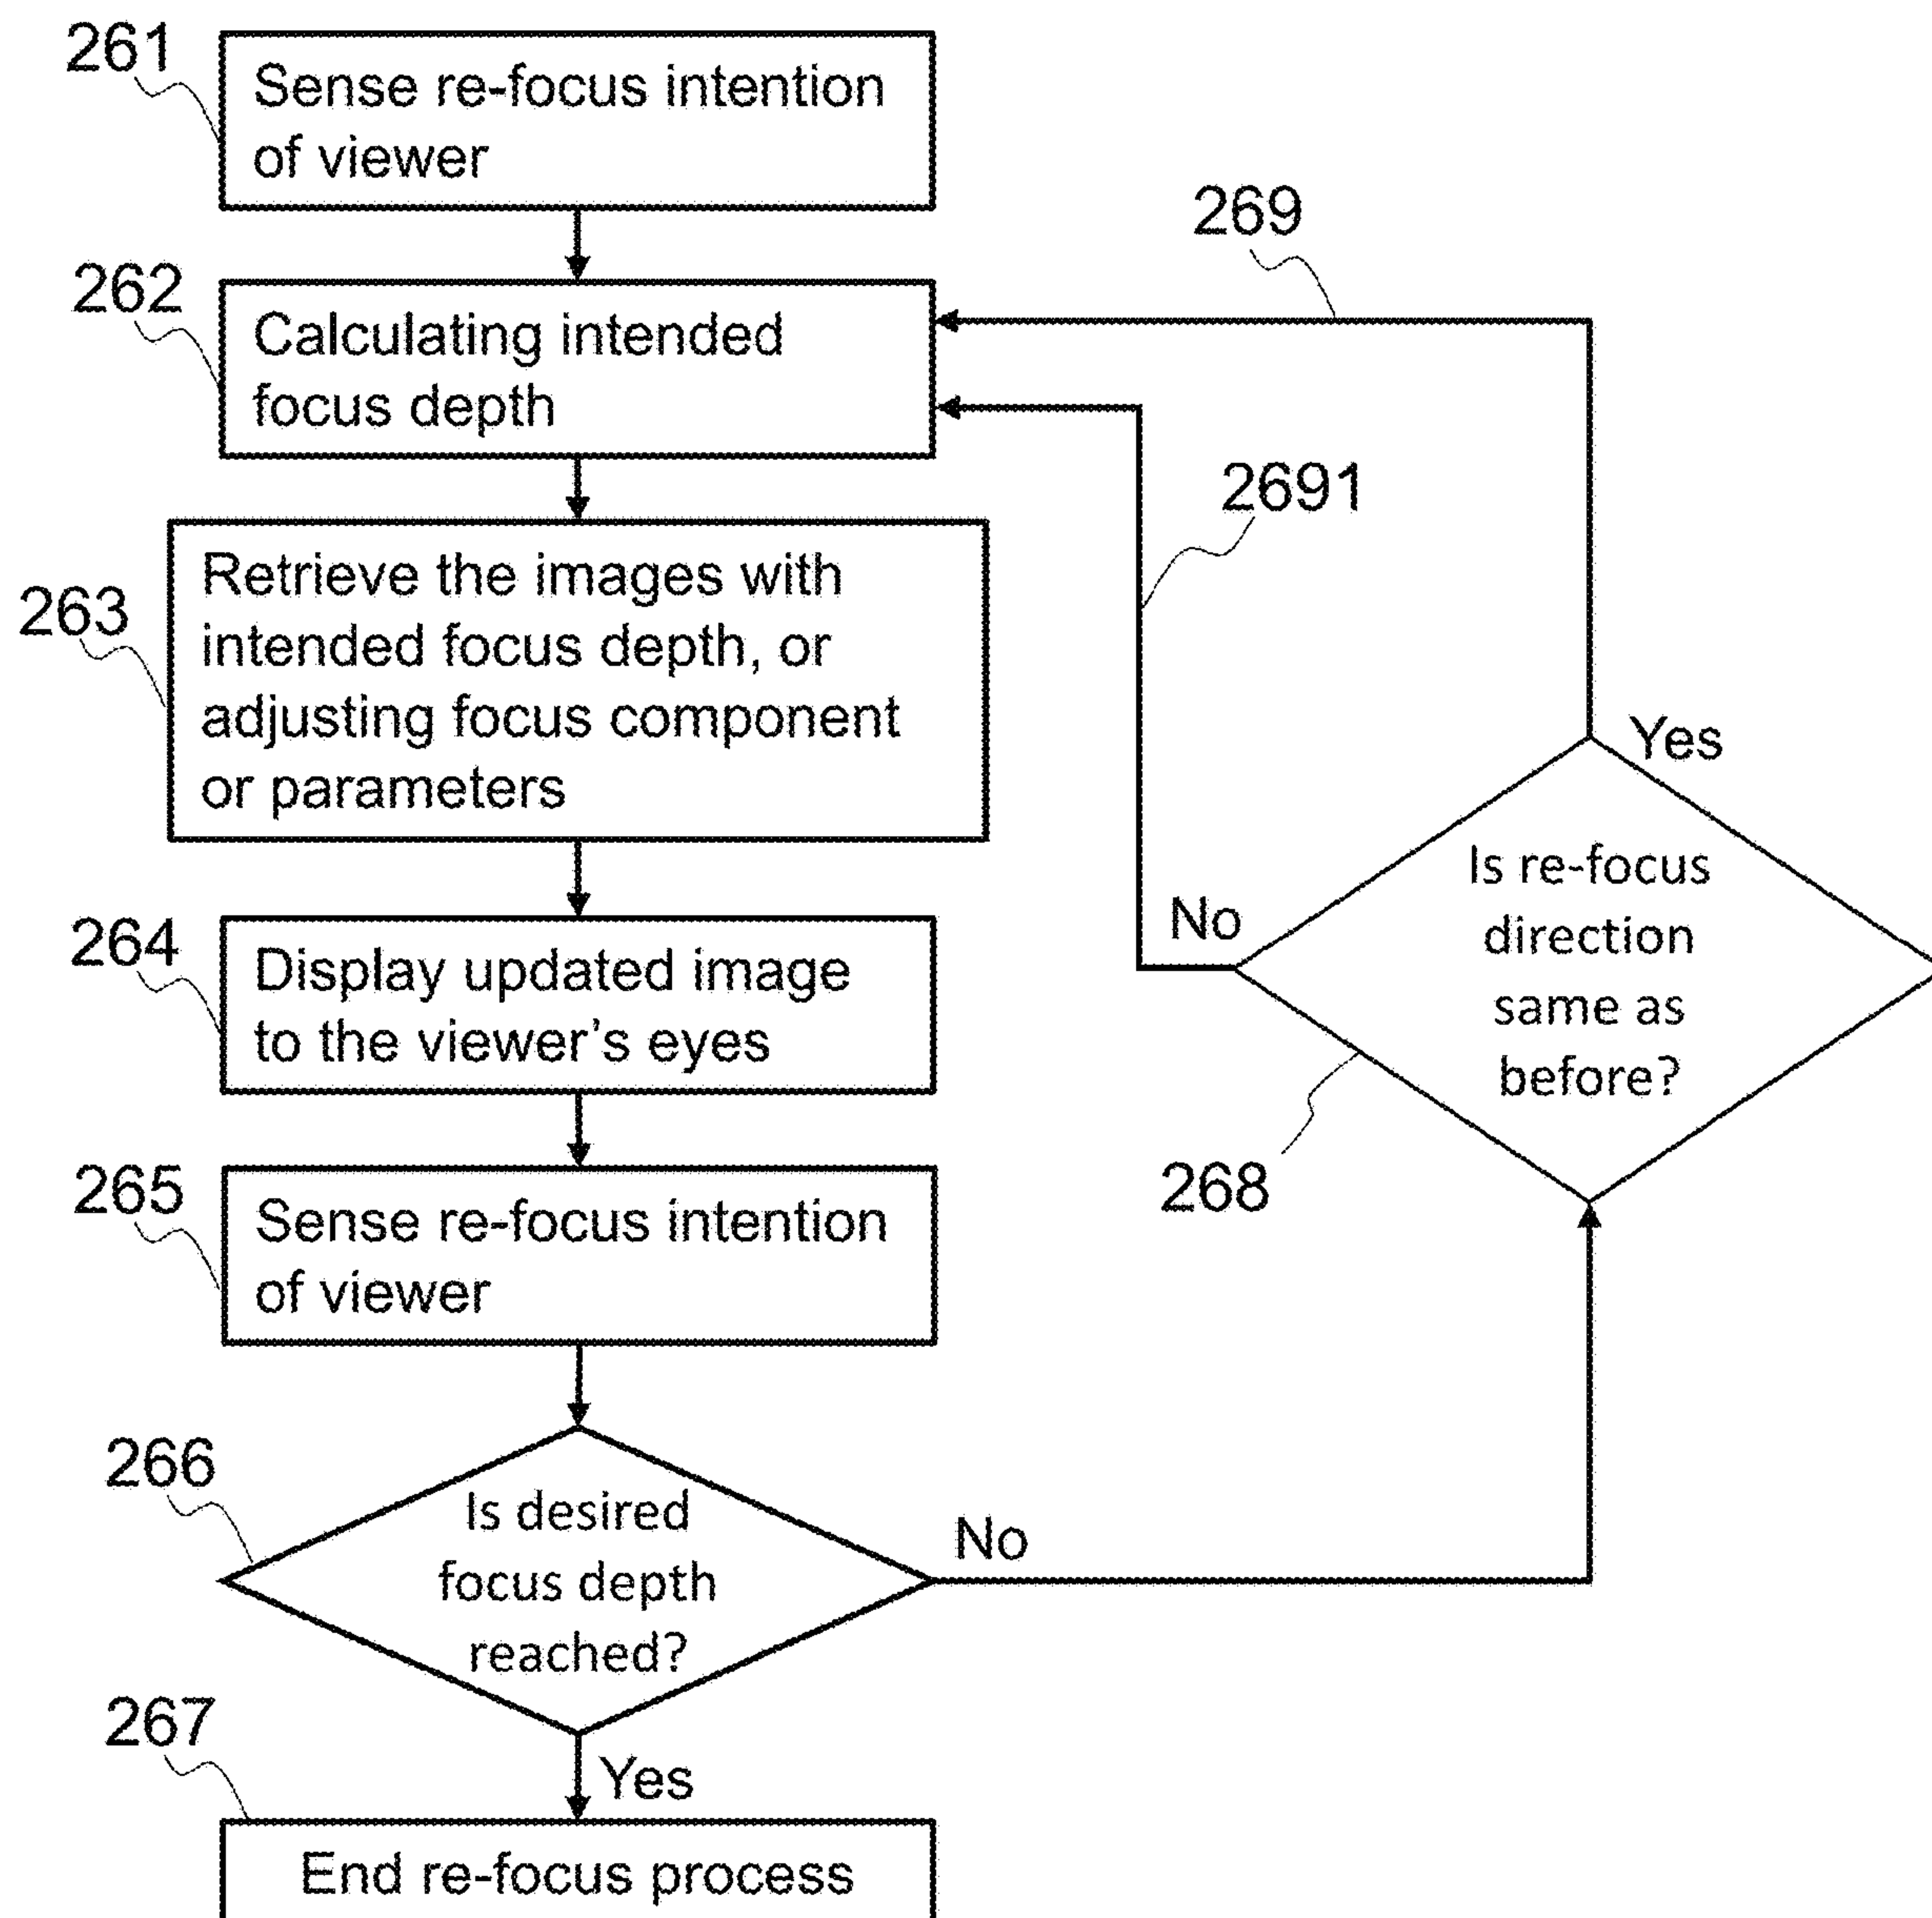 261
Sense re-focus intention
of viewer
262
Calculating intended
focus depth
269
2691
263
Retrieve the images with
intended focus depth, or
adjusting focus component
or parameters
264
Display updated image
to the viewer's eyes
265
Sense re-focus intention
of viewer
266
Is desired
focus depth
reached?
No
Yes
267
End re-focus process
268
Is re-focus
direction
same as
before?
Yes
No